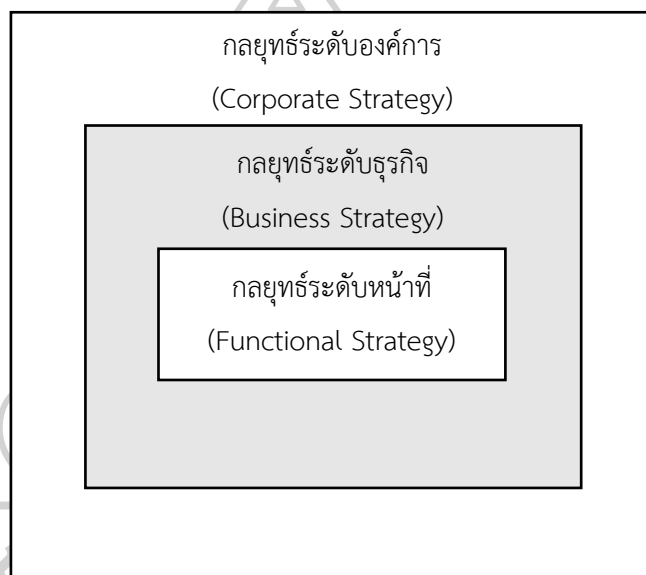 กลยุทธ์ระดับองค์การ
(Corporate Strategy)
กลยุทธ์ระดับธุรกิจ
(Business Strategy)
กลยุทธ์ระดับหน้าที่
(Functional Strategy)